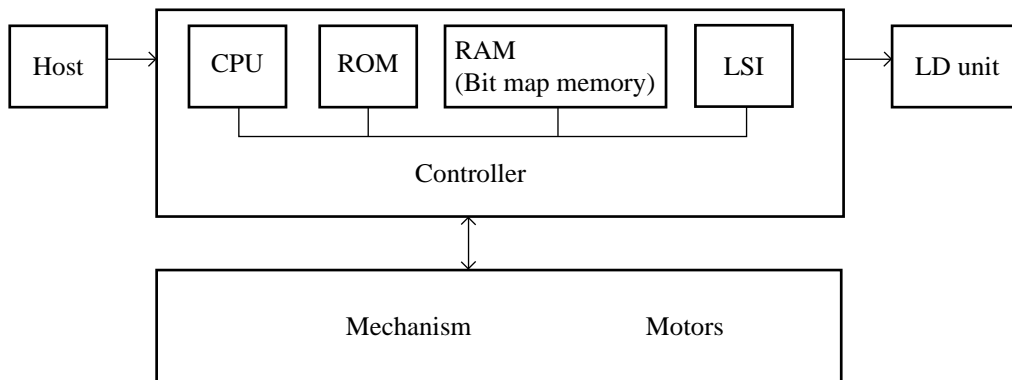 Host
CPU
ROM
RAM
(Bit map memory)
LSI
LD unit
Controller
Mechanism
Motors